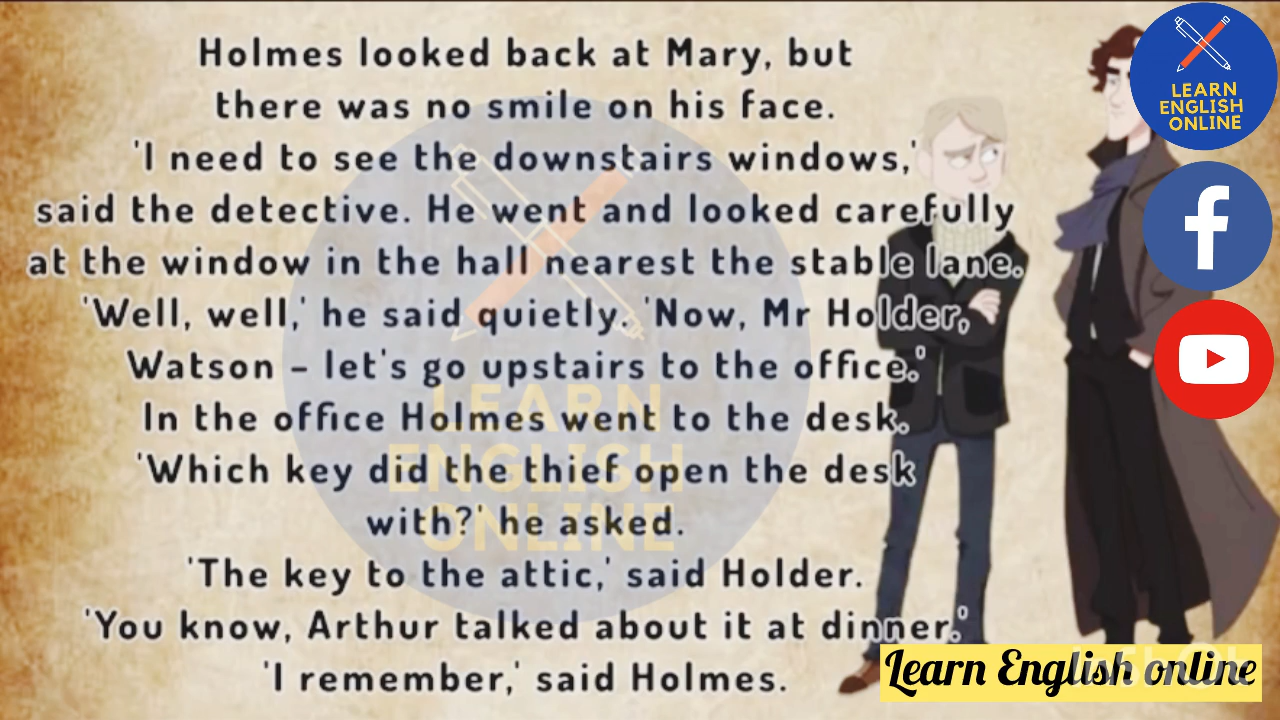 Holmes looked back at Mary, but
there was no smile on his face.
'I need to see the downstairs windows,'
said the detective. He went and looked carefully
at the window in the hall nearest the stable lane.
'Well, well,' he said quietly. 'Now, Mr Holder,
Watson – let's go upstairs to the office.'
In the office Holmes went to the desk.
'Which key did the thief open the desk
with?' he asked.
'The key to the attic,' said Holder.
'You know, Arthur talked about it at dinner.'
'I remember,' said Holmes.
LEARN
ENGLISH
ONLINE
LEARN
ENGLISH
ONLINE
Learn English online